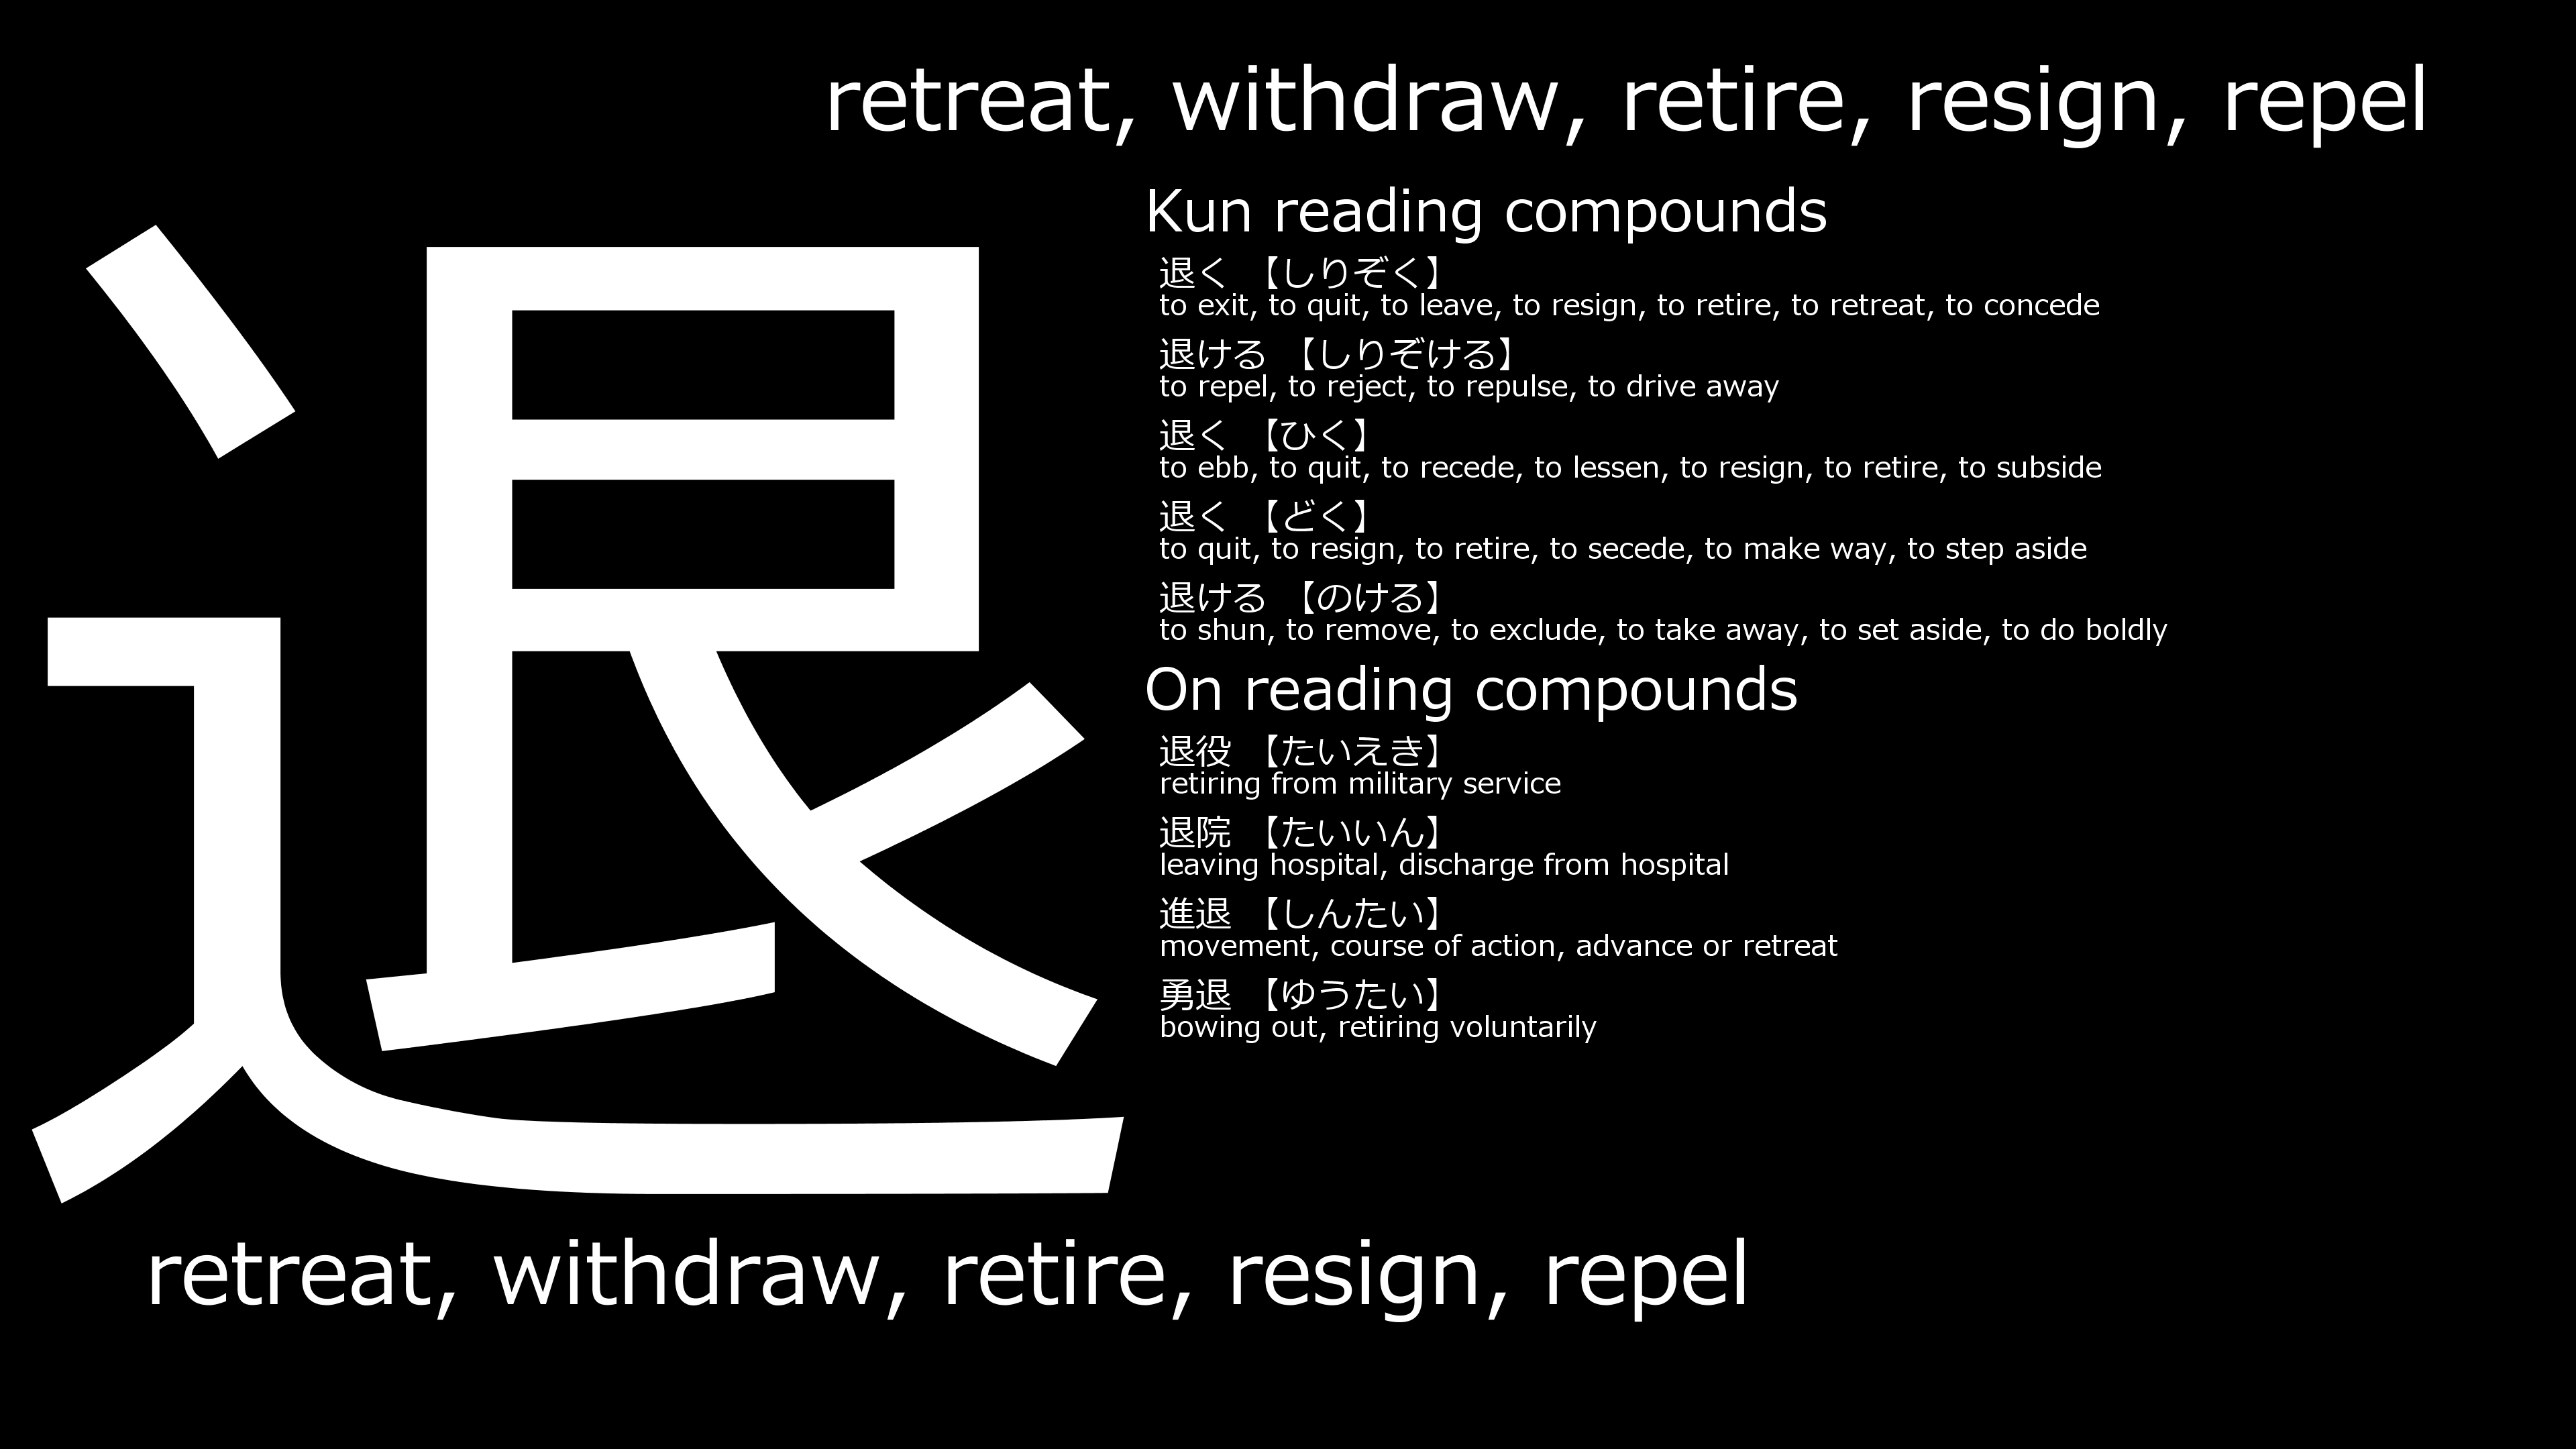 retreat, withdraw, retire, resign, repel
退
Kun reading compounds
退く 【しりぞく】
to exit, to quit, to leave, to resign, to retire, to retreat, to concede
退ける 【しりぞける】
to repel, to reject, to repulse, to drive away
退く 【ひく】
to ebb, to quit, to recede, to lessen, to resign, to retire, to subside
退く 【どく】
to quit, to resign, to retire, to secede, to make way, to step aside
退ける 【のける】
to shun, to remove, to exclude, to take away, to set aside, to do boldly
On reading compounds
退役 【たいえき】
retiring from military service
退院 【たいいん】
leaving hospital, discharge from hospital
進退 【しんたい】
movement, course of action, advance or retreat
勇退 【ゆうたい】
bowing out, retiring voluntarily
retreat, withdraw, retire, resign, repel